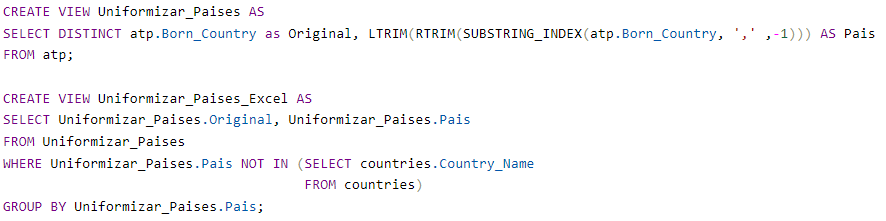 CREATE VIEW Uniformizar_Paises AS
SELECT DISTINCT atp.Born_Country as Original, LTRIM(RTRIM(SUBSTRING_INDEX(atp.Born_Country, ',' ,-1))) AS Pais
FROM atp;

CREATE VIEW Uniformizar_Paises_Excel AS
SELECT Uniformizar_Paises.Original, Uniformizar_Paises.Pais
FROM Uniformizar_Paises
WHERE Uniformizar_Paises.Pais NOT IN (SELECT countries.Country_Name
FROM countries)
GROUP BY Uniformizar_Paises.Pais;